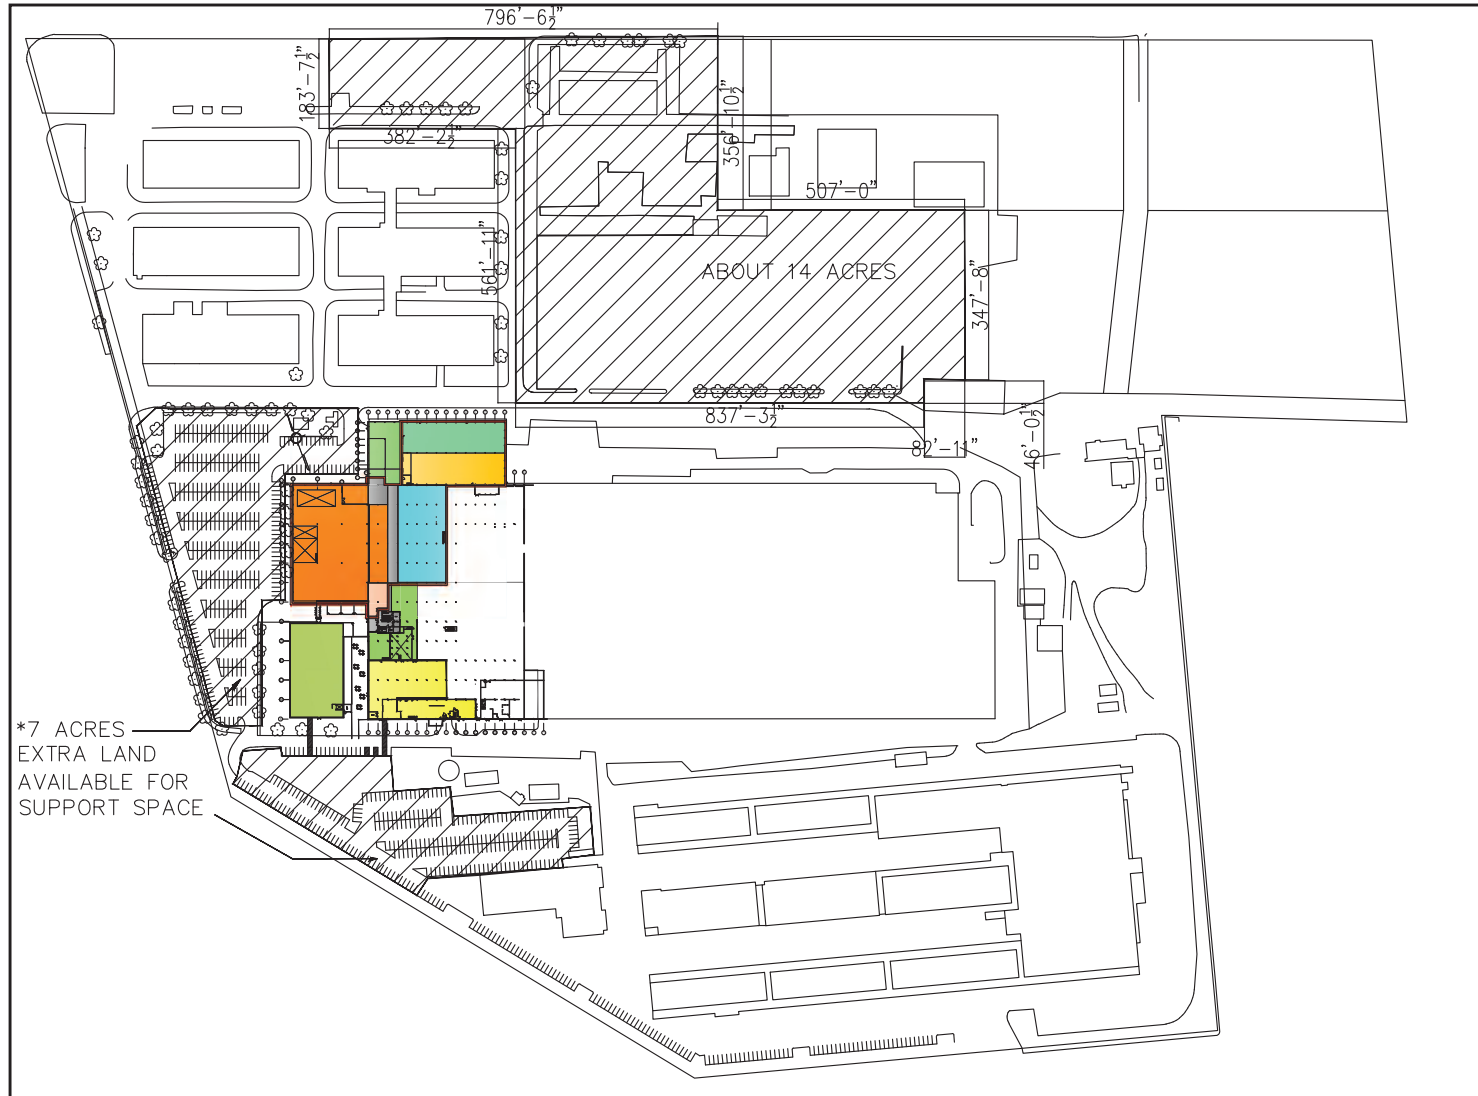 796'-6½"
183'-7½"
382'-2½"
356'-10½"
507'-0"
561'-11"
ABOUT 14 ACRES
347'-8"
837'-3½"
82'-11"
46'-0½"
*7 ACRES
EXTRA LAND
AVAILABLE FOR
SUPPORT SPACE